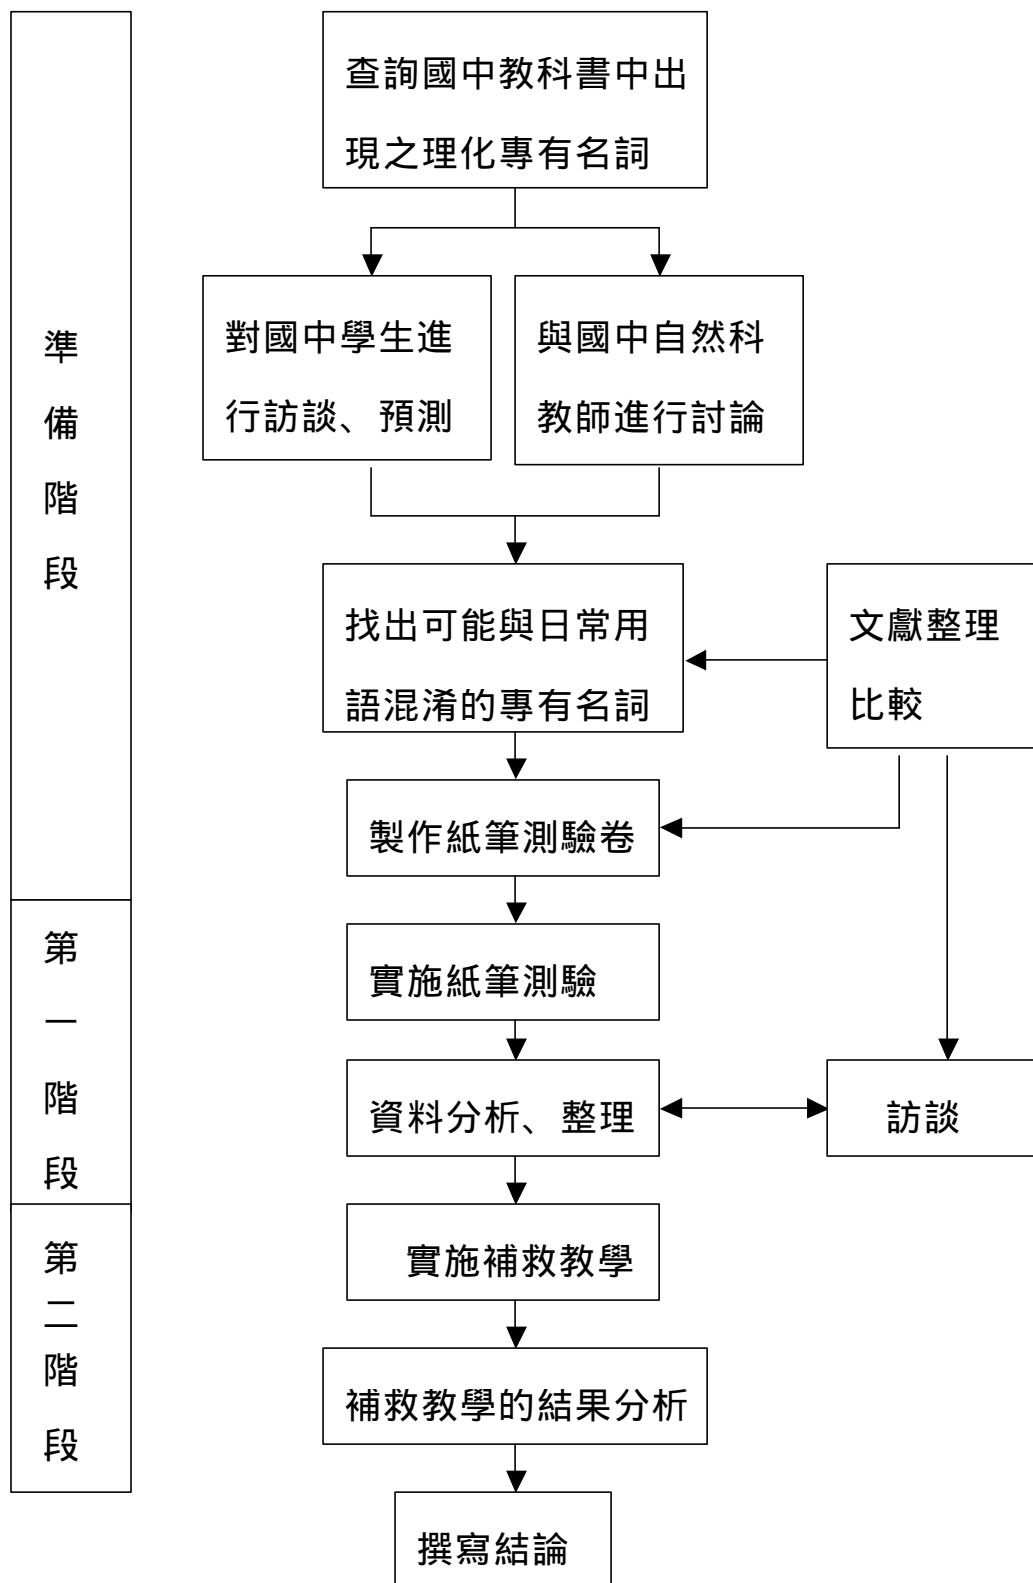 準備階段
查詢國中教科書中出
現之理化專有名詞
對國中學生進
行訪談、預測
與國中自然科
教師進行討論
找出可能與日常用
語混淆的專有名詞
文獻整理
比較
製作紙筆測驗卷
第一階段
實施紙筆測驗
資料分析、整理
訪談
第二階段
實施補救教學
補救教學的結果分析
撰寫結論